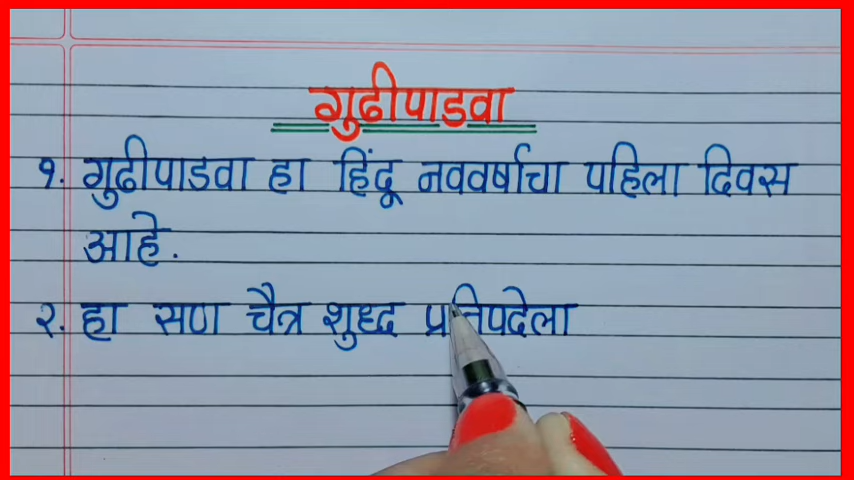 गुढीपाडवा
१. गुढीपाडवा हा हिंदू नववर्षाचा पहिला दिवस
आहे.
२. हा सण चैत्र शुध्द प्रतिपदेला